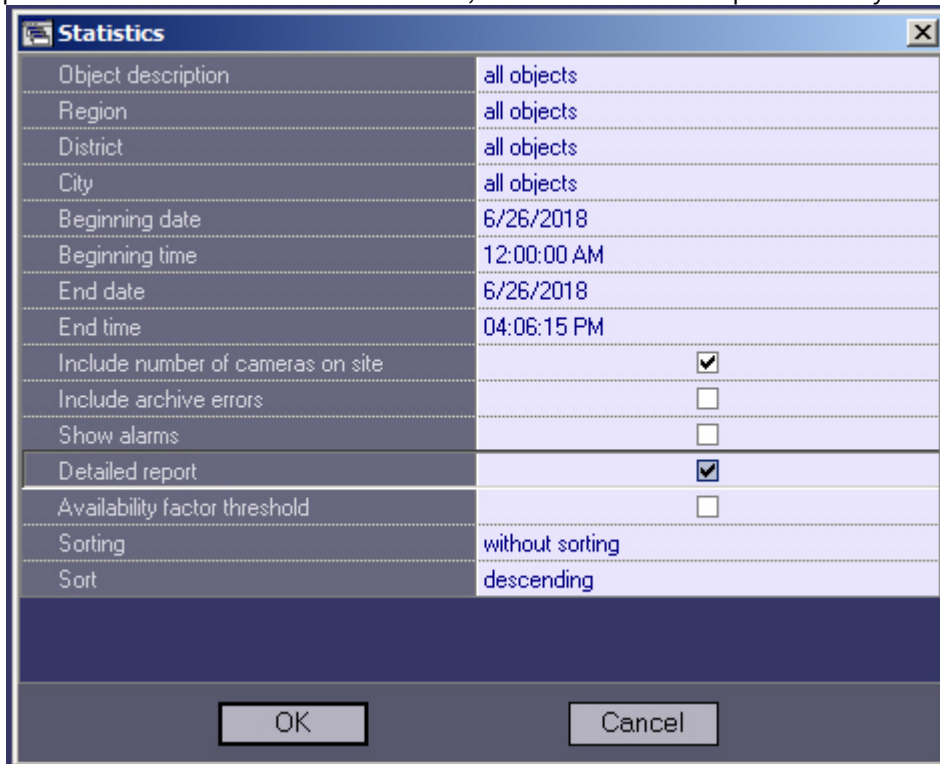 Statistics
Object description all objects
Region all objects
District all objects
City all objects
Beginning date 6/26/2018
Beginning time 12:00:00 AM
End date 6/26/2018
End time 04:06:15 PM
Include number of cameras on site
Include archive errors
Show alarms
Detailed report
Availability factor threshold
Sorting without sorting
Sort descending
OK Cancel